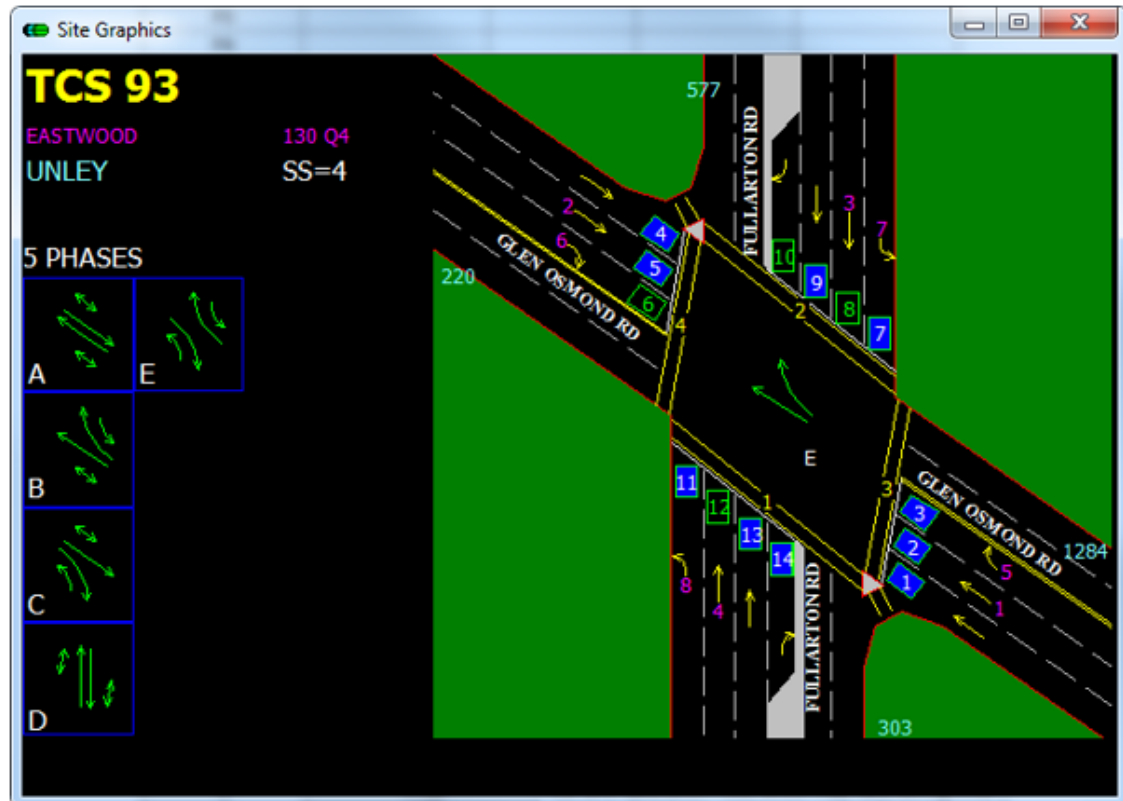 Site Graphics
TCS 93
EASTWOOD 130 Q4
UNLEY SS=4
5 PHASES
A E
B
C
D
577
FULLARTON RD
3
7
2
4
10
6
5
9
GLEN OSMOND RD
220
6
8
4
2
7
E
11
12
1
13
14
3
GLEN OSMOND RD
3
2
1284
1
5
8
4
1
FULLARTON RD
303